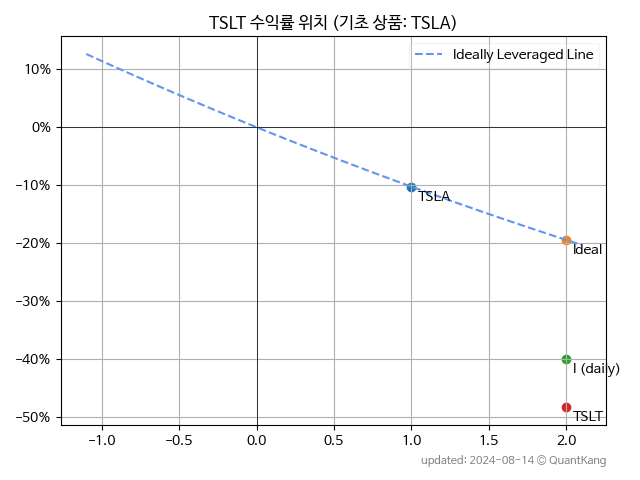 TSLT 수익률 위치 (기초 상품: TSLA)
Ideally Leveraged Line
10%
0%
−10%
−20%
−30%
−40%
−50%
TSLA
Ideal
I (daily)
TSLT
−1.0 −0.5 0.0 0.5 1.0 1.5 2.0
updated: 2024-08-14 © QuantKang